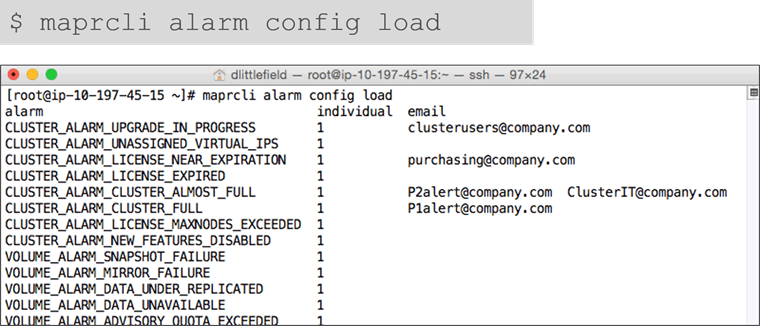 $ maprcli alarm config load
dlittlefield — root@ip-10-197-45-15:~ — ssh — 97×24
[root@ip-10-197-45-15 ~]# maprcli alarm config load
alarm individual email
CLUSTER_ALARM_UPGRADE_IN_PROGRESS 1 clusterusers@company.com
CLUSTER_ALARM_UNASSIGNED_VIRTUAL_IPS 1
CLUSTER_ALARM_LICENSE_NEAR_EXPIRATION 1 purchasing@company.com
CLUSTER_ALARM_LICENSE_EXPIRED 1
CLUSTER_ALARM_CLUSTER_ALMOST_FULL 1 P2alert@company.com ClusterIT@company.com
CLUSTER_ALARM_CLUSTER_FULL 1 P1alert@company.com
CLUSTER_ALARM_LICENSE_MAXNODES_EXCEEDED 1
CLUSTER_ALARM_NEW_FEATURES_DISABLED 1
VOLUME_ALARM_SNAPSHOT_FAILURE 1
VOLUME_ALARM_MIRROR_FAILURE 1
VOLUME_ALARM_DATA_UNDER_REPLICATED 1
VOLUME_ALARM_DATA_UNAVAILABLE 1
VOLUME_ALARM_ADVISORY_QUOTA_EXCEEDED 1